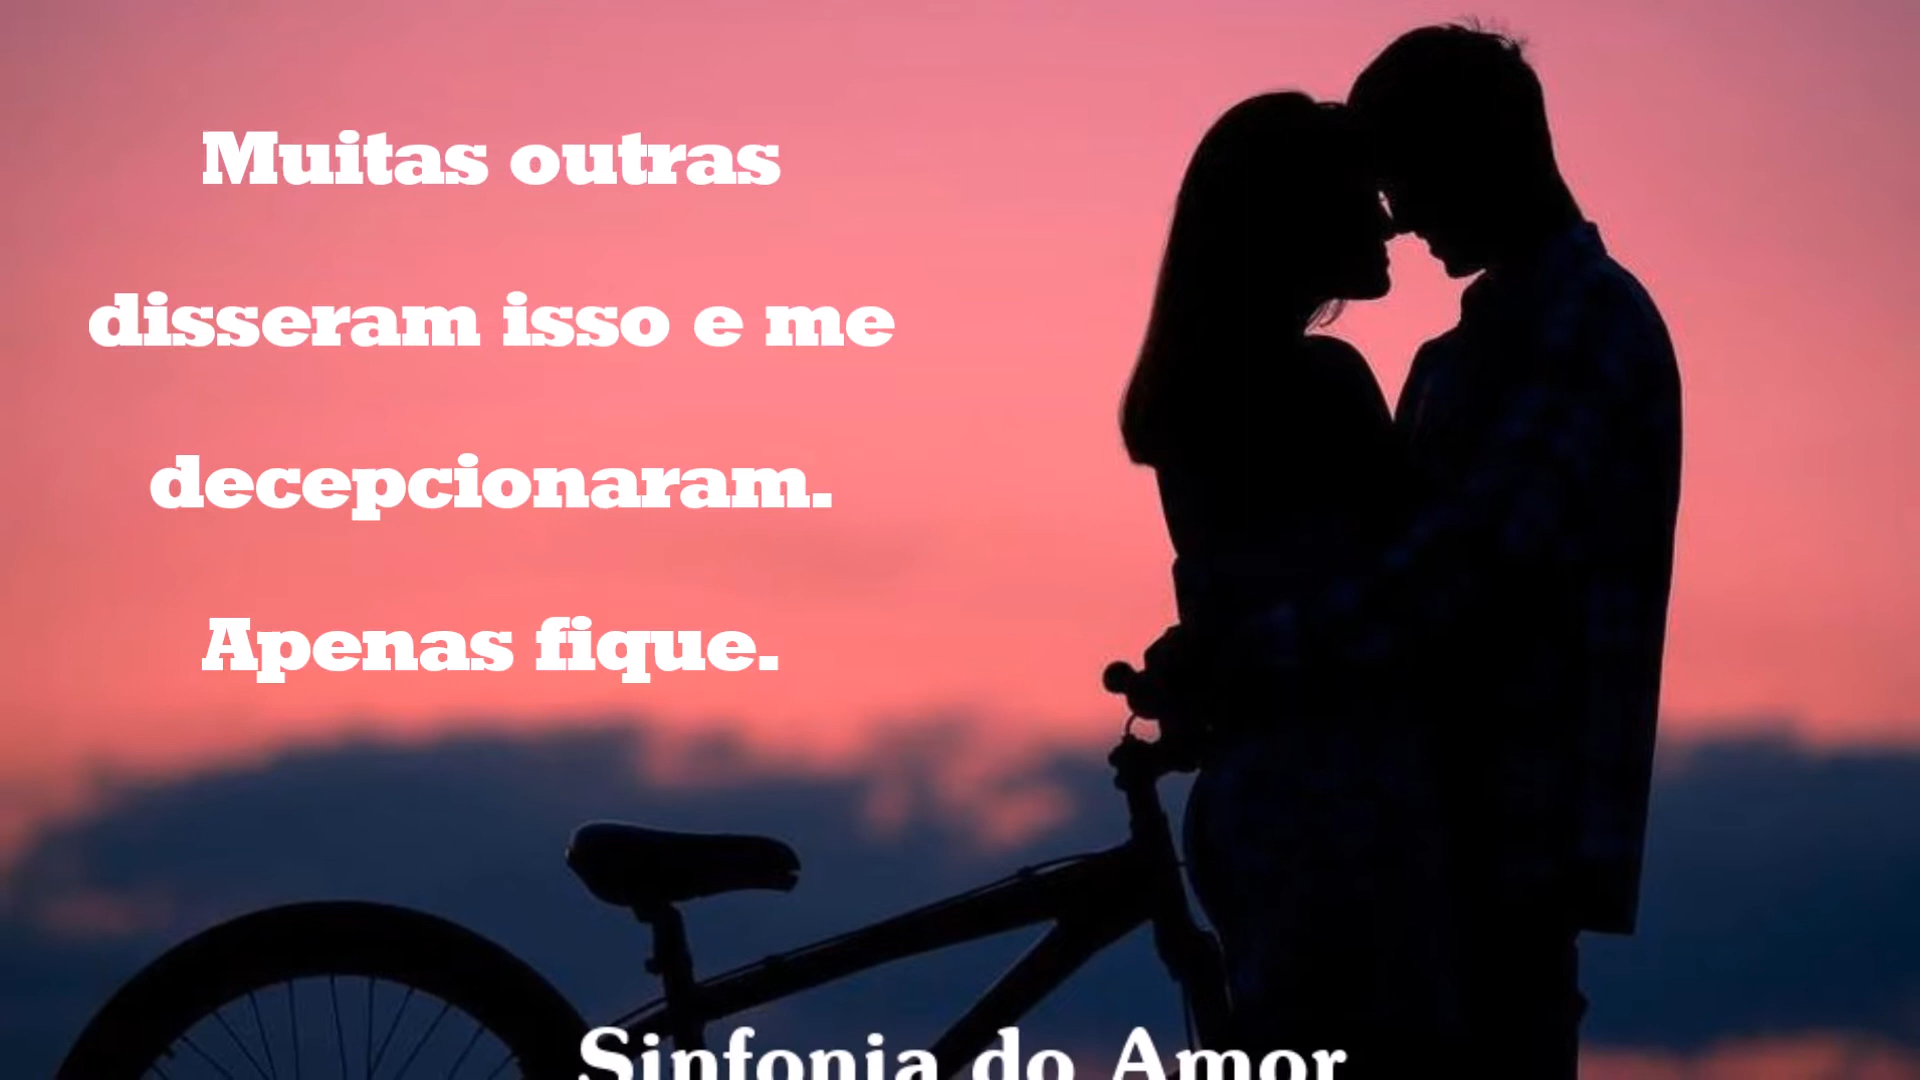 Muitas outras
disseram isso e me
decepcionaram.
Apenas fique.
Sinfonia do Amor